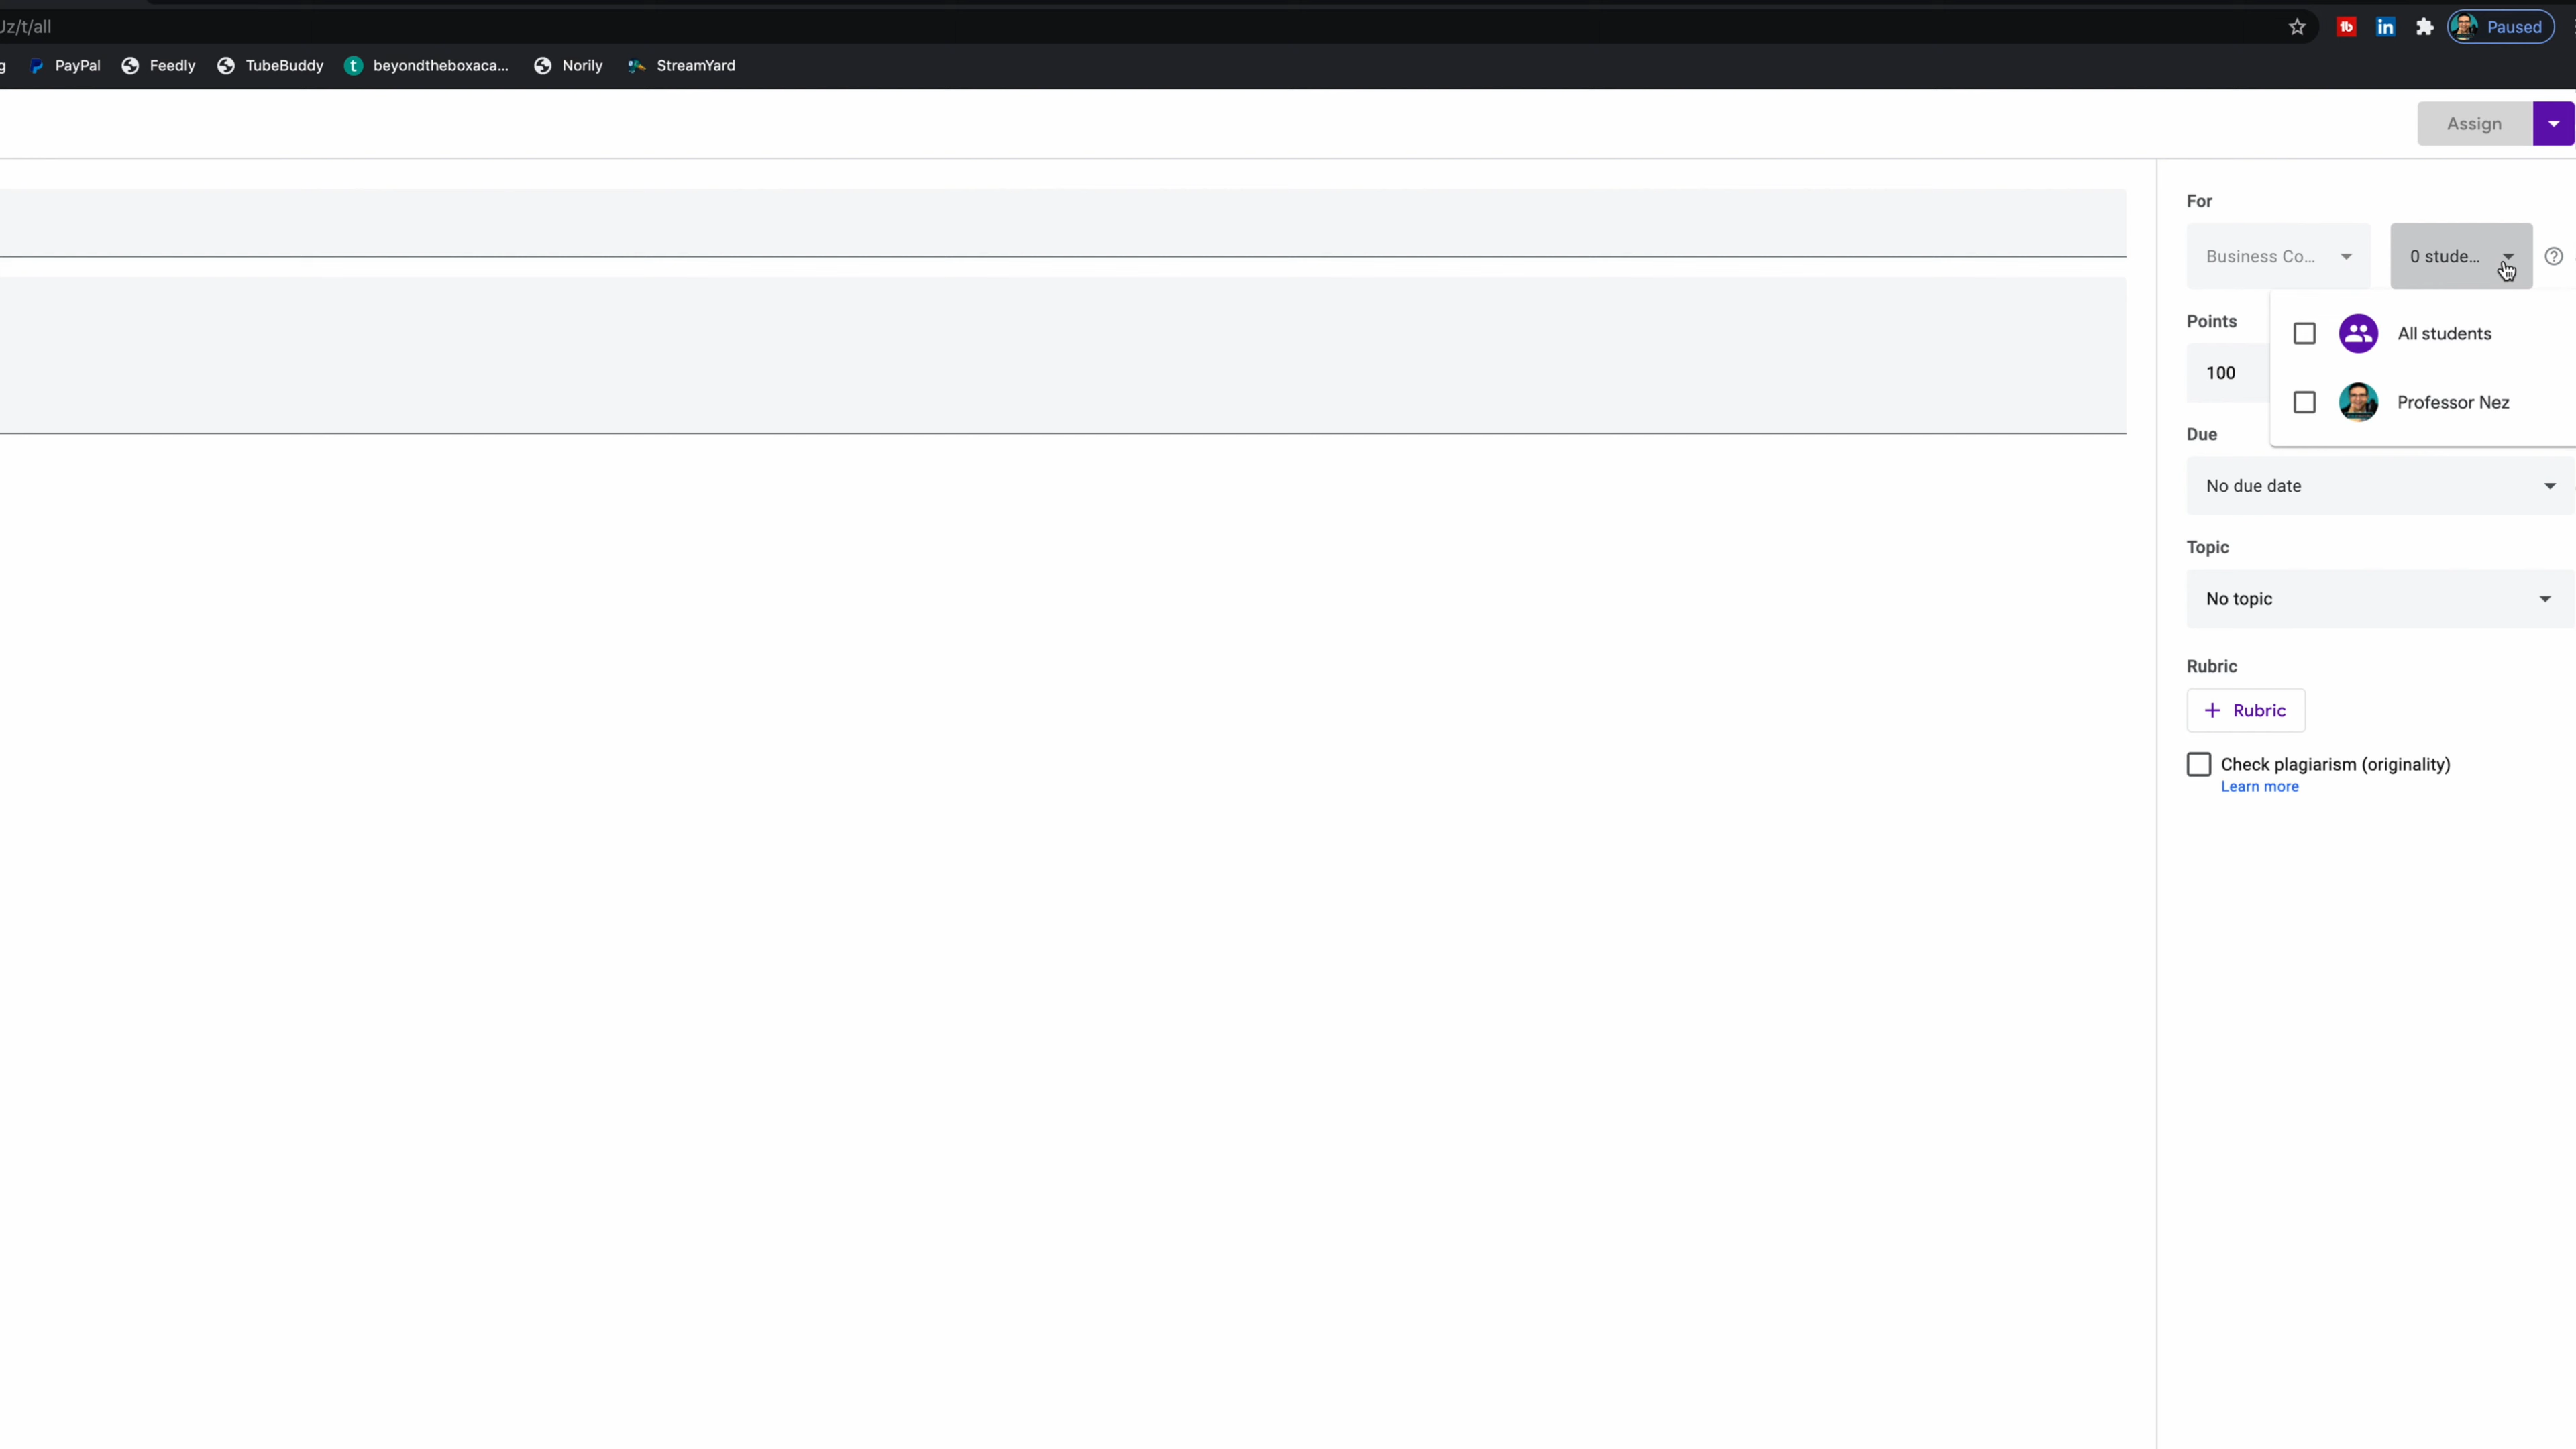 Jz/t/all
Paused
g PayPal Feedly TubeBuddy beyondtheboxaca... Norily StreamYard
Assign
For
Business Co... 0 stude...
Points
All students
100
Professor Nez
Due
No due date
Topic
No topic
Rubric
+ Rubric
Check plagiarism (originality)
Learn more